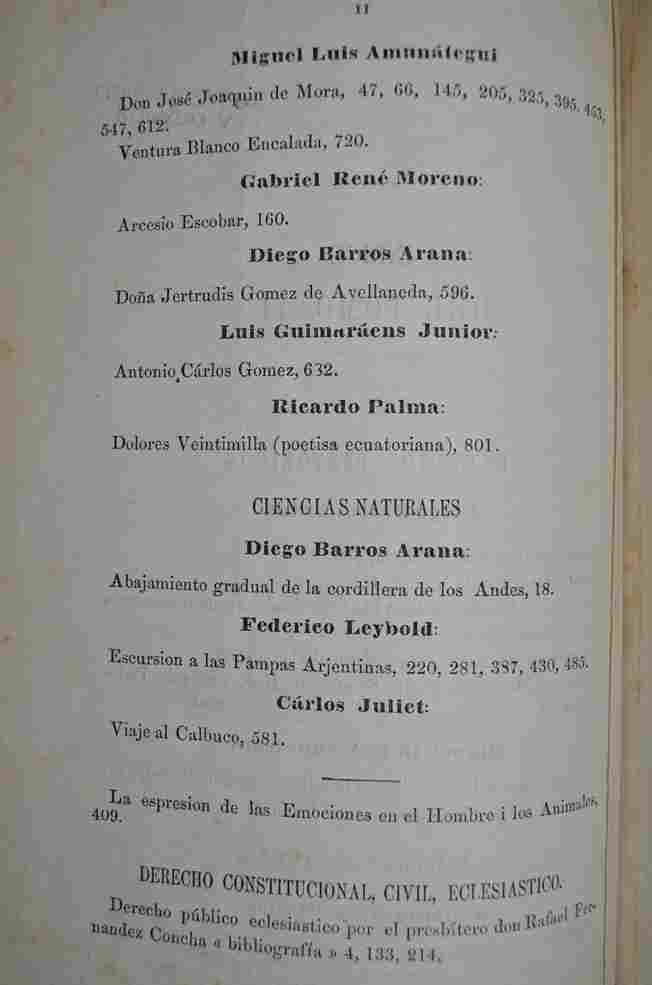 II
Miguel Luis Amunátegui
Don José Joaquin de Mora, 47, 66, 145, 205, 325, 395, 463,
547, 612.
Ventura Blanco Encalada, 720.
Gabriel René Moreno:
Arcesio Escobar, 160.
Diego Barros Arana:
Doña Jertrudis Gomez de Avellaneda, 596.
Luis Guimaráens Junior:
Antonio Cárlos Gomez, 632.
Ricardo Palma:
Dolores Veintimilla (poetisa ecuatoriana), 801.
CIENCIAS NATURALES
Diego Barros Arana:
Abajamiento gradual de la cordillera de los Andes, 18.
Federico Leybold:
Escursion a las Pampas Arjentinas, 220, 281, 387, 430, 485.
Cárlos Juliet:
Viaje al Calbuco, 581.
La espresion de las Emociones en el Hombre i los Animales,
409.
DERECHO CONSTITUCIONAL, CIVIL, ECLESIASTICO.
Derecho público eclesiastico por el presbítero don Rafael Fer-
nandez Concha « bibliografía » 4, 133, 214.